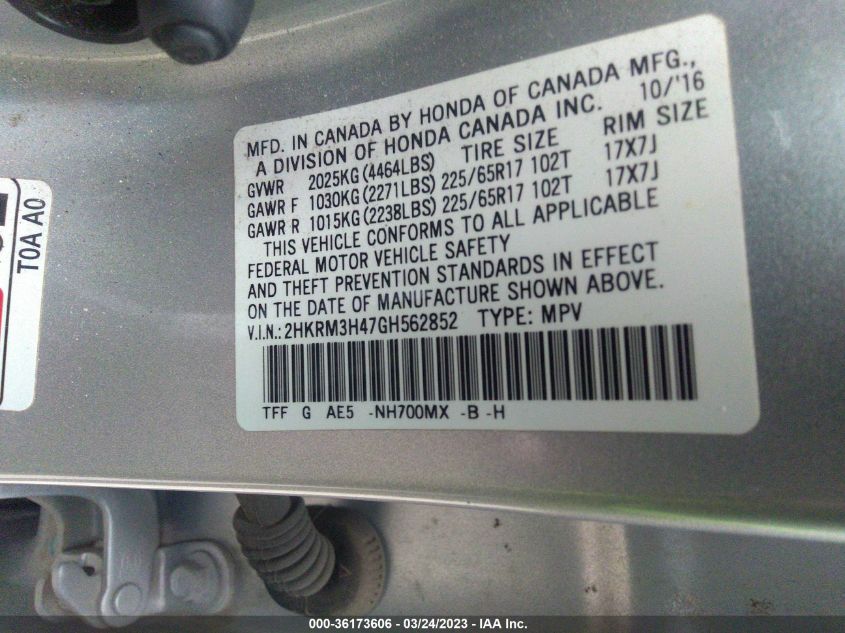 MFD. IN CANADA BY HONDA OF CANADA MFG.,
A DIVISION OF HONDA CANADA INC. 10/'16
GVWR 2025KG(4464LBS) TIRE SIZE RIM SIZE
GAWR F 1030KG(2271LBS) 225/65R17 102T 17X7J
GAWR R 1015KG(2238LBS) 225/65R17 102T 17X7J
THIS VEHICLE CONFORMS TO ALL APPLICABLE
FEDERAL MOTOR VEHICLE SAFETY
AND THEFT PREVENTION STANDARDS IN EFFECT
ON THE DATE OF MANUFACTURE SHOWN ABOVE.
V.I.N.: 2HKRM3H47GH562852 TYPE: MPV
TFF G AE5 -NH700MX -B -H
T0A A0
000-36173606 - 03/24/2023 - IAA Inc.